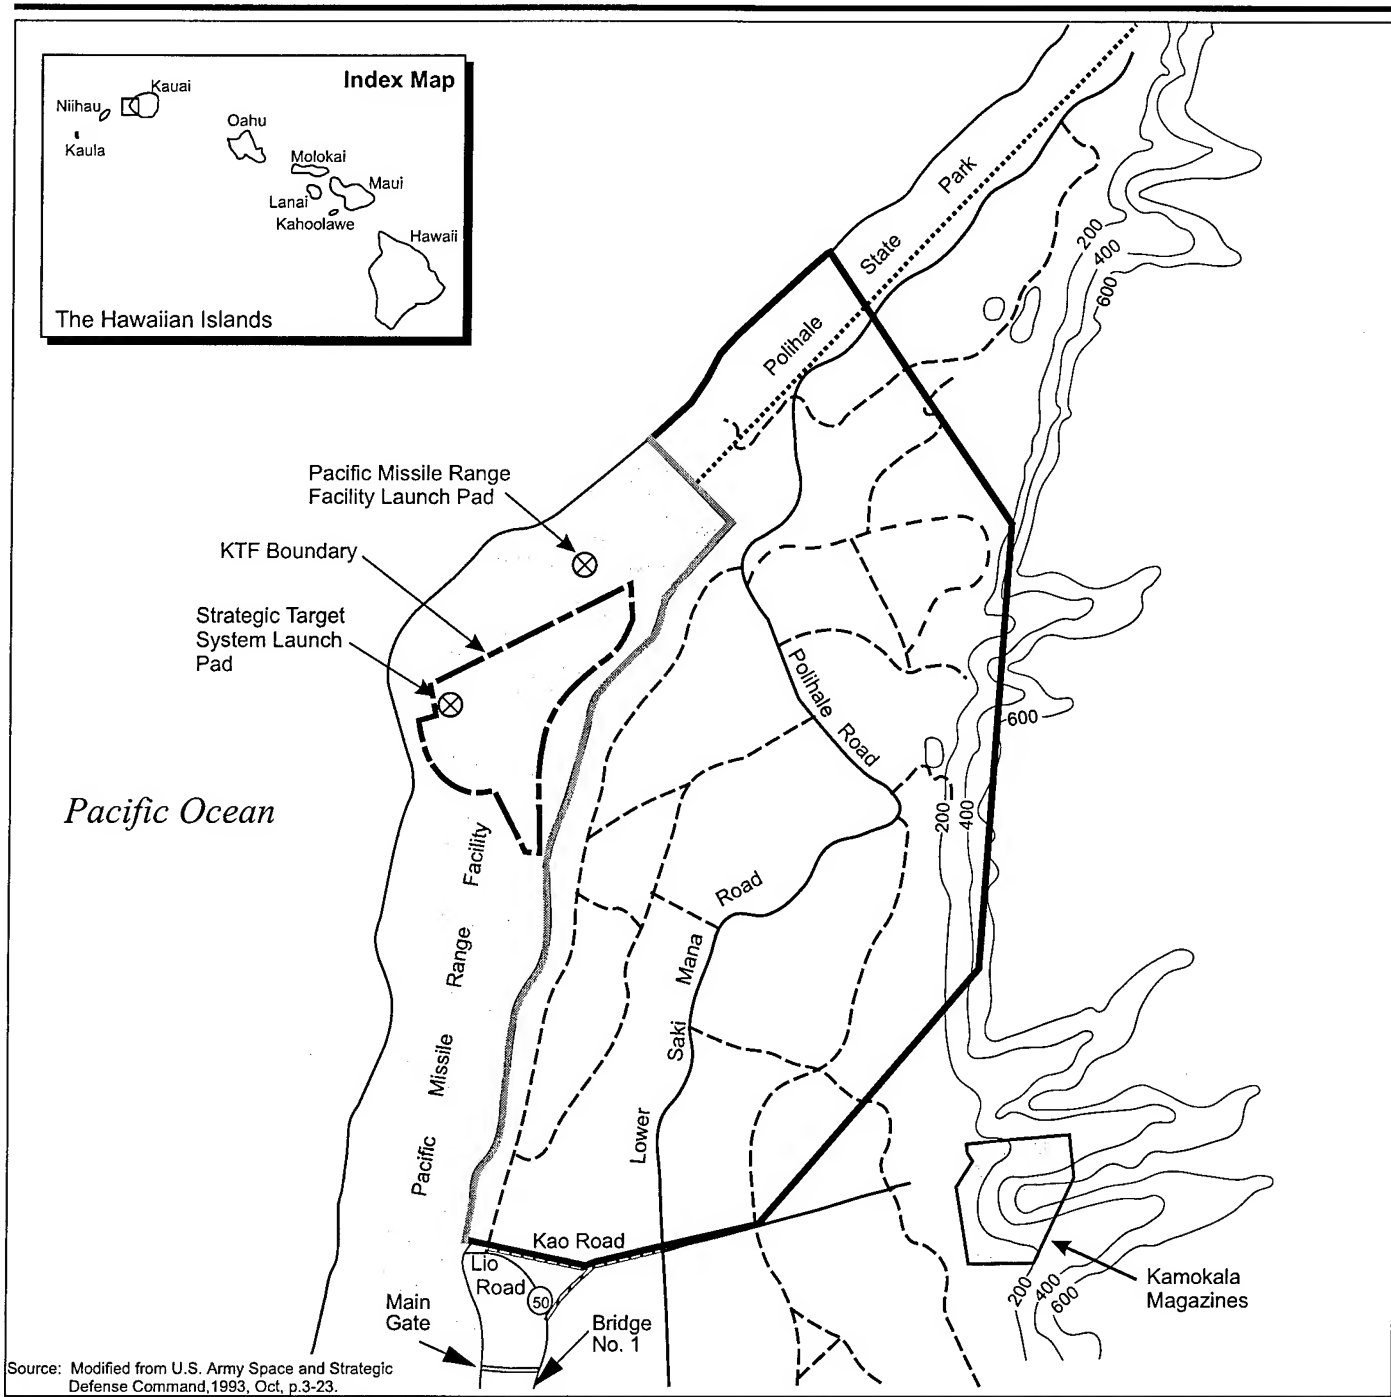 Index Map
Kauai
Niihau
Kaula
Oahu
Molokai
Maui
Lanai
Kahoolawe
Hawaii
The Hawaiian Islands
Polihale State Park
200
400
600
Pacific Missile Range
Facility Launch Pad
KTF Boundary
Strategic Target
System Launch
Pad
Polihale Road
600
Pacific Ocean
200
400
Pacific Missile Range Facility
Lower Saki Mana Road
Kao Road
Lio
Road
50
Main
Gate
Bridge
No. 1
200
400
600
Kamokala
Magazines
Source: Modified from U.S. Army Space and Strategic
Defense Command,1993, Oct, p.3-23.